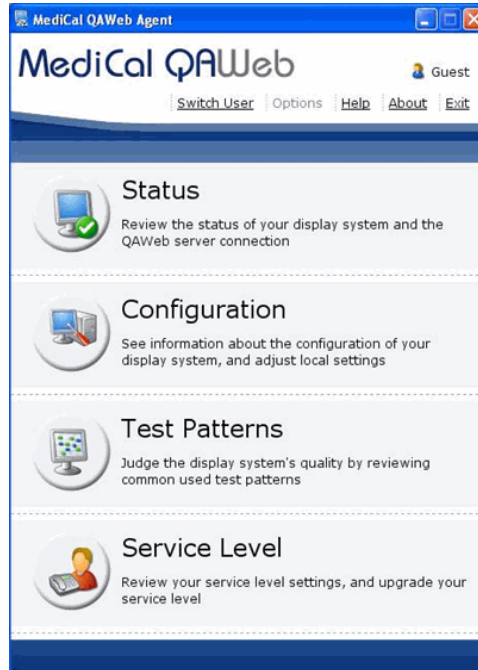 MediCal QAWeb Agent
MediCal QAWeb
Guest
Switch User Options Help About Exit
Status
Review the status of your display system and the
QAWeb server connection
Configuration
See information about the configuration of your
display system, and adjust local settings
Test Patterns
Judge the display system's quality by reviewing
common used test patterns
Service Level
Review your service level settings, and upgrade your
service level